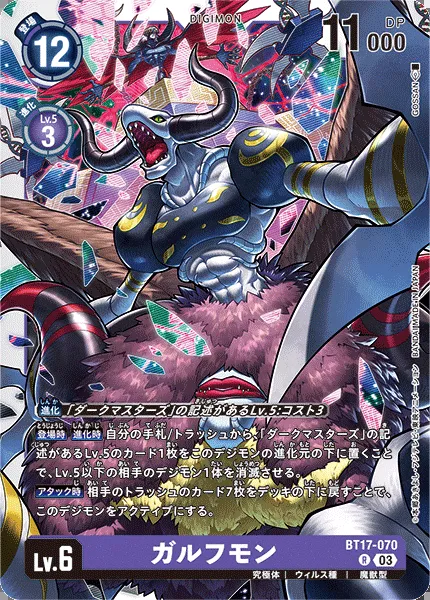 DIGIMON
登場
12
11000
DP
進化
Lv.5
3
GOSSAN
BANDAI MADE IN JAPAN
進化 「ダークマスターズ」の記述があるLv.5:コスト3
登場時 進化時 自分の手札/トラッシュから、「ダークマスターズ」の記
述があるLv.5のカード1枚をこのデジモンの進化元の下に置くこと
で、Lv.5以下の相手のデジモン1体を消滅させる。
アタック時 相手のトラッシュのカード7枚をデッキの下に戻すことで、
このデジモンをアクティブにする。
Lv.6
ガルフモン
BT17-070
R 03
究極体 | ウィルス種 | 魔獣型